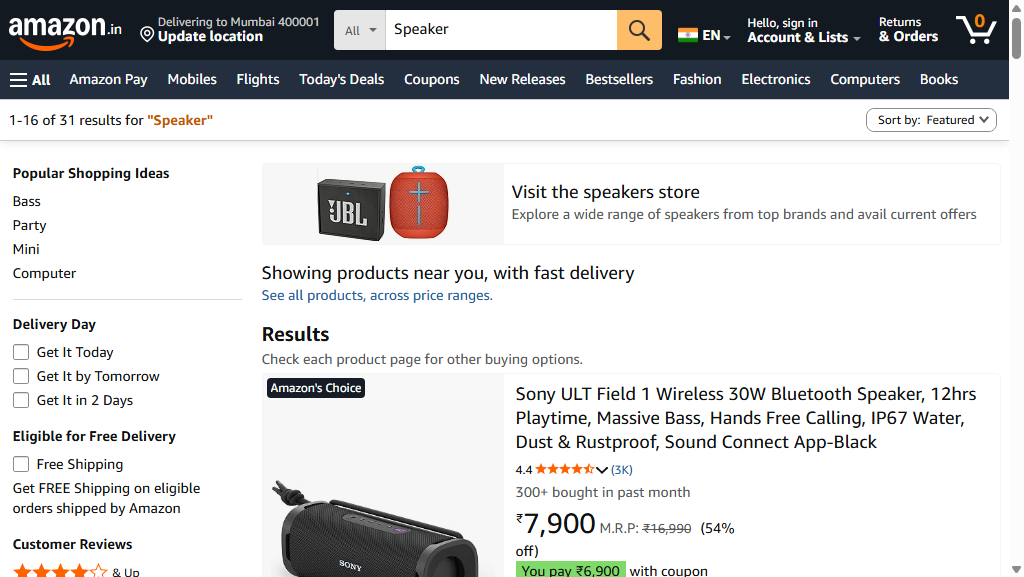 amazon.in
Delivering to Mumbai 400001
Update location
All
Speaker
EN
Hello, sign in
Account & Lists
Returns
& Orders
0
All
Amazon Pay
Mobiles
Flights
Today's Deals
Coupons
New Releases
Bestsellers
Fashion
Electronics
Computers
Books
1-16 of 31 results for "Speaker"
Sort by: Featured
Popular Shopping Ideas
Bass
Party
Mini
Computer
Delivery Day
Get It Today
Get It by Tomorrow
Get It in 2 Days
Eligible for Free Delivery
Free Shipping
Get FREE Shipping on eligible
orders shipped by Amazon
Customer Reviews
& Up
JBL
Visit the speakers store
Explore a wide range of speakers from top brands and avail current offers
Showing products near you, with fast delivery
See all products, across price ranges.
Results
Check each product page for other buying options.
Amazon's Choice
SONY
Sony ULT Field 1 Wireless 30W Bluetooth Speaker, 12hrs
Playtime, Massive Bass, Hands Free Calling, IP67 Water,
Dust & Rustproof, Sound Connect App-Black
4.4 (3K)
300+ bought in past month
₹7,900 M.R.P: ₹16,990 (54%
off)
You pay ₹6,900 with coupon